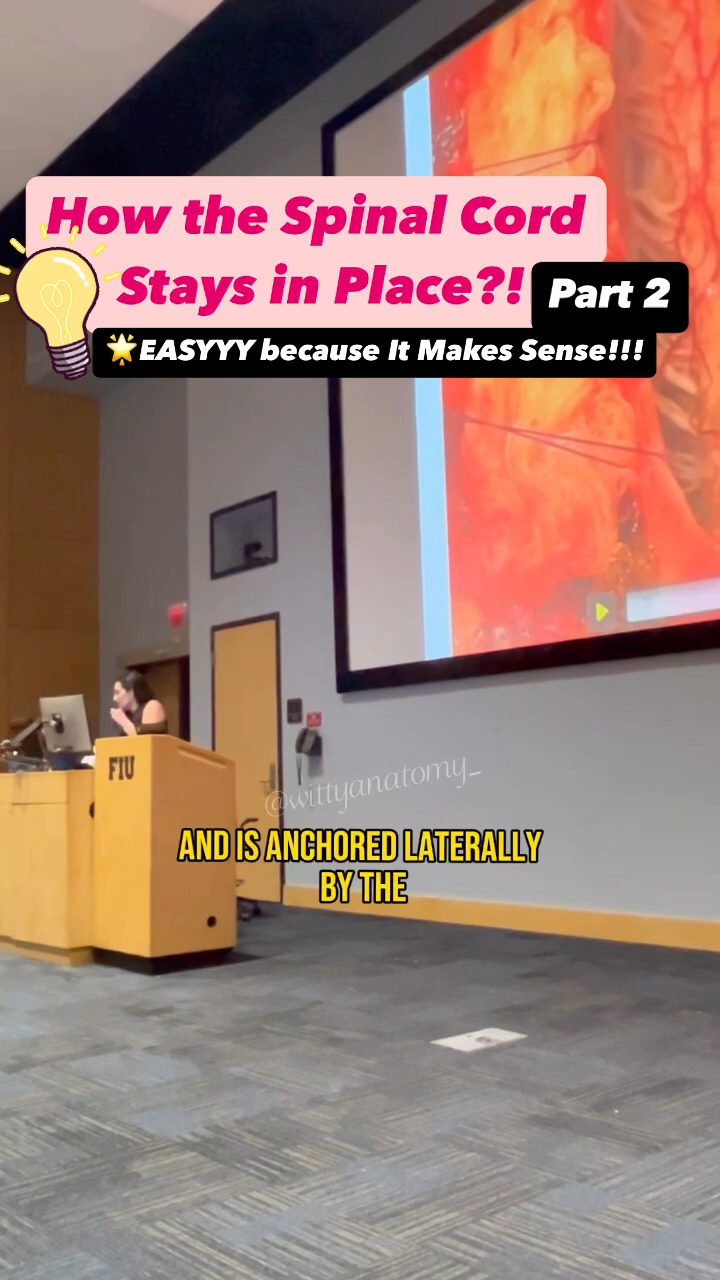 How the Spinal Cord
Stays in Place?!
Part 2
🌟EASYYY because It Makes Sense!!!
FIU
@wittyanatomy_
AND IS ANCHORED LATERALLY
BY THE